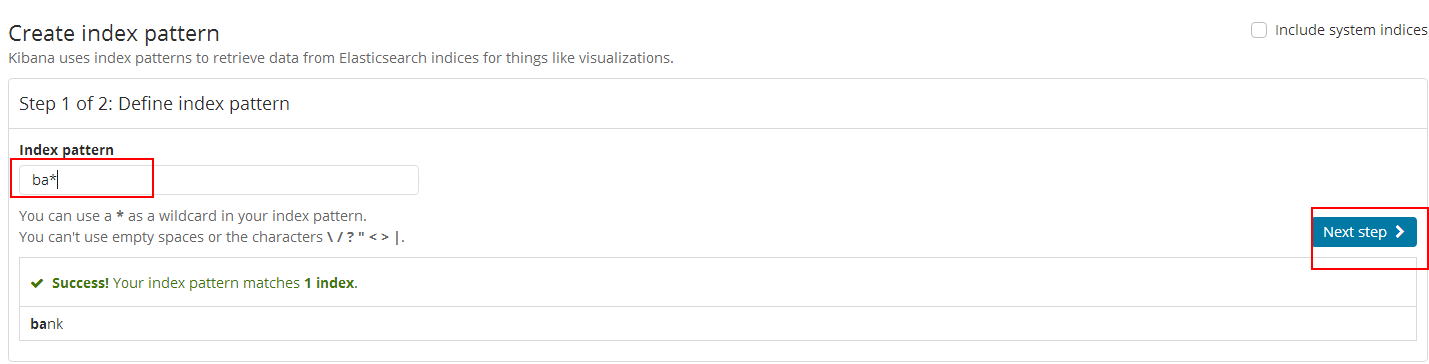 Create index pattern
Include system indices
Kibana uses index patterns to retrieve data from Elasticsearch indices for things like visualizations.
Step 1 of 2: Define index pattern
Index pattern
ba*
You can use a * as a wildcard in your index pattern.
You can't use empty spaces or the characters \ / ? " < > |.
Next step
Success! Your index pattern matches 1 index.
bank